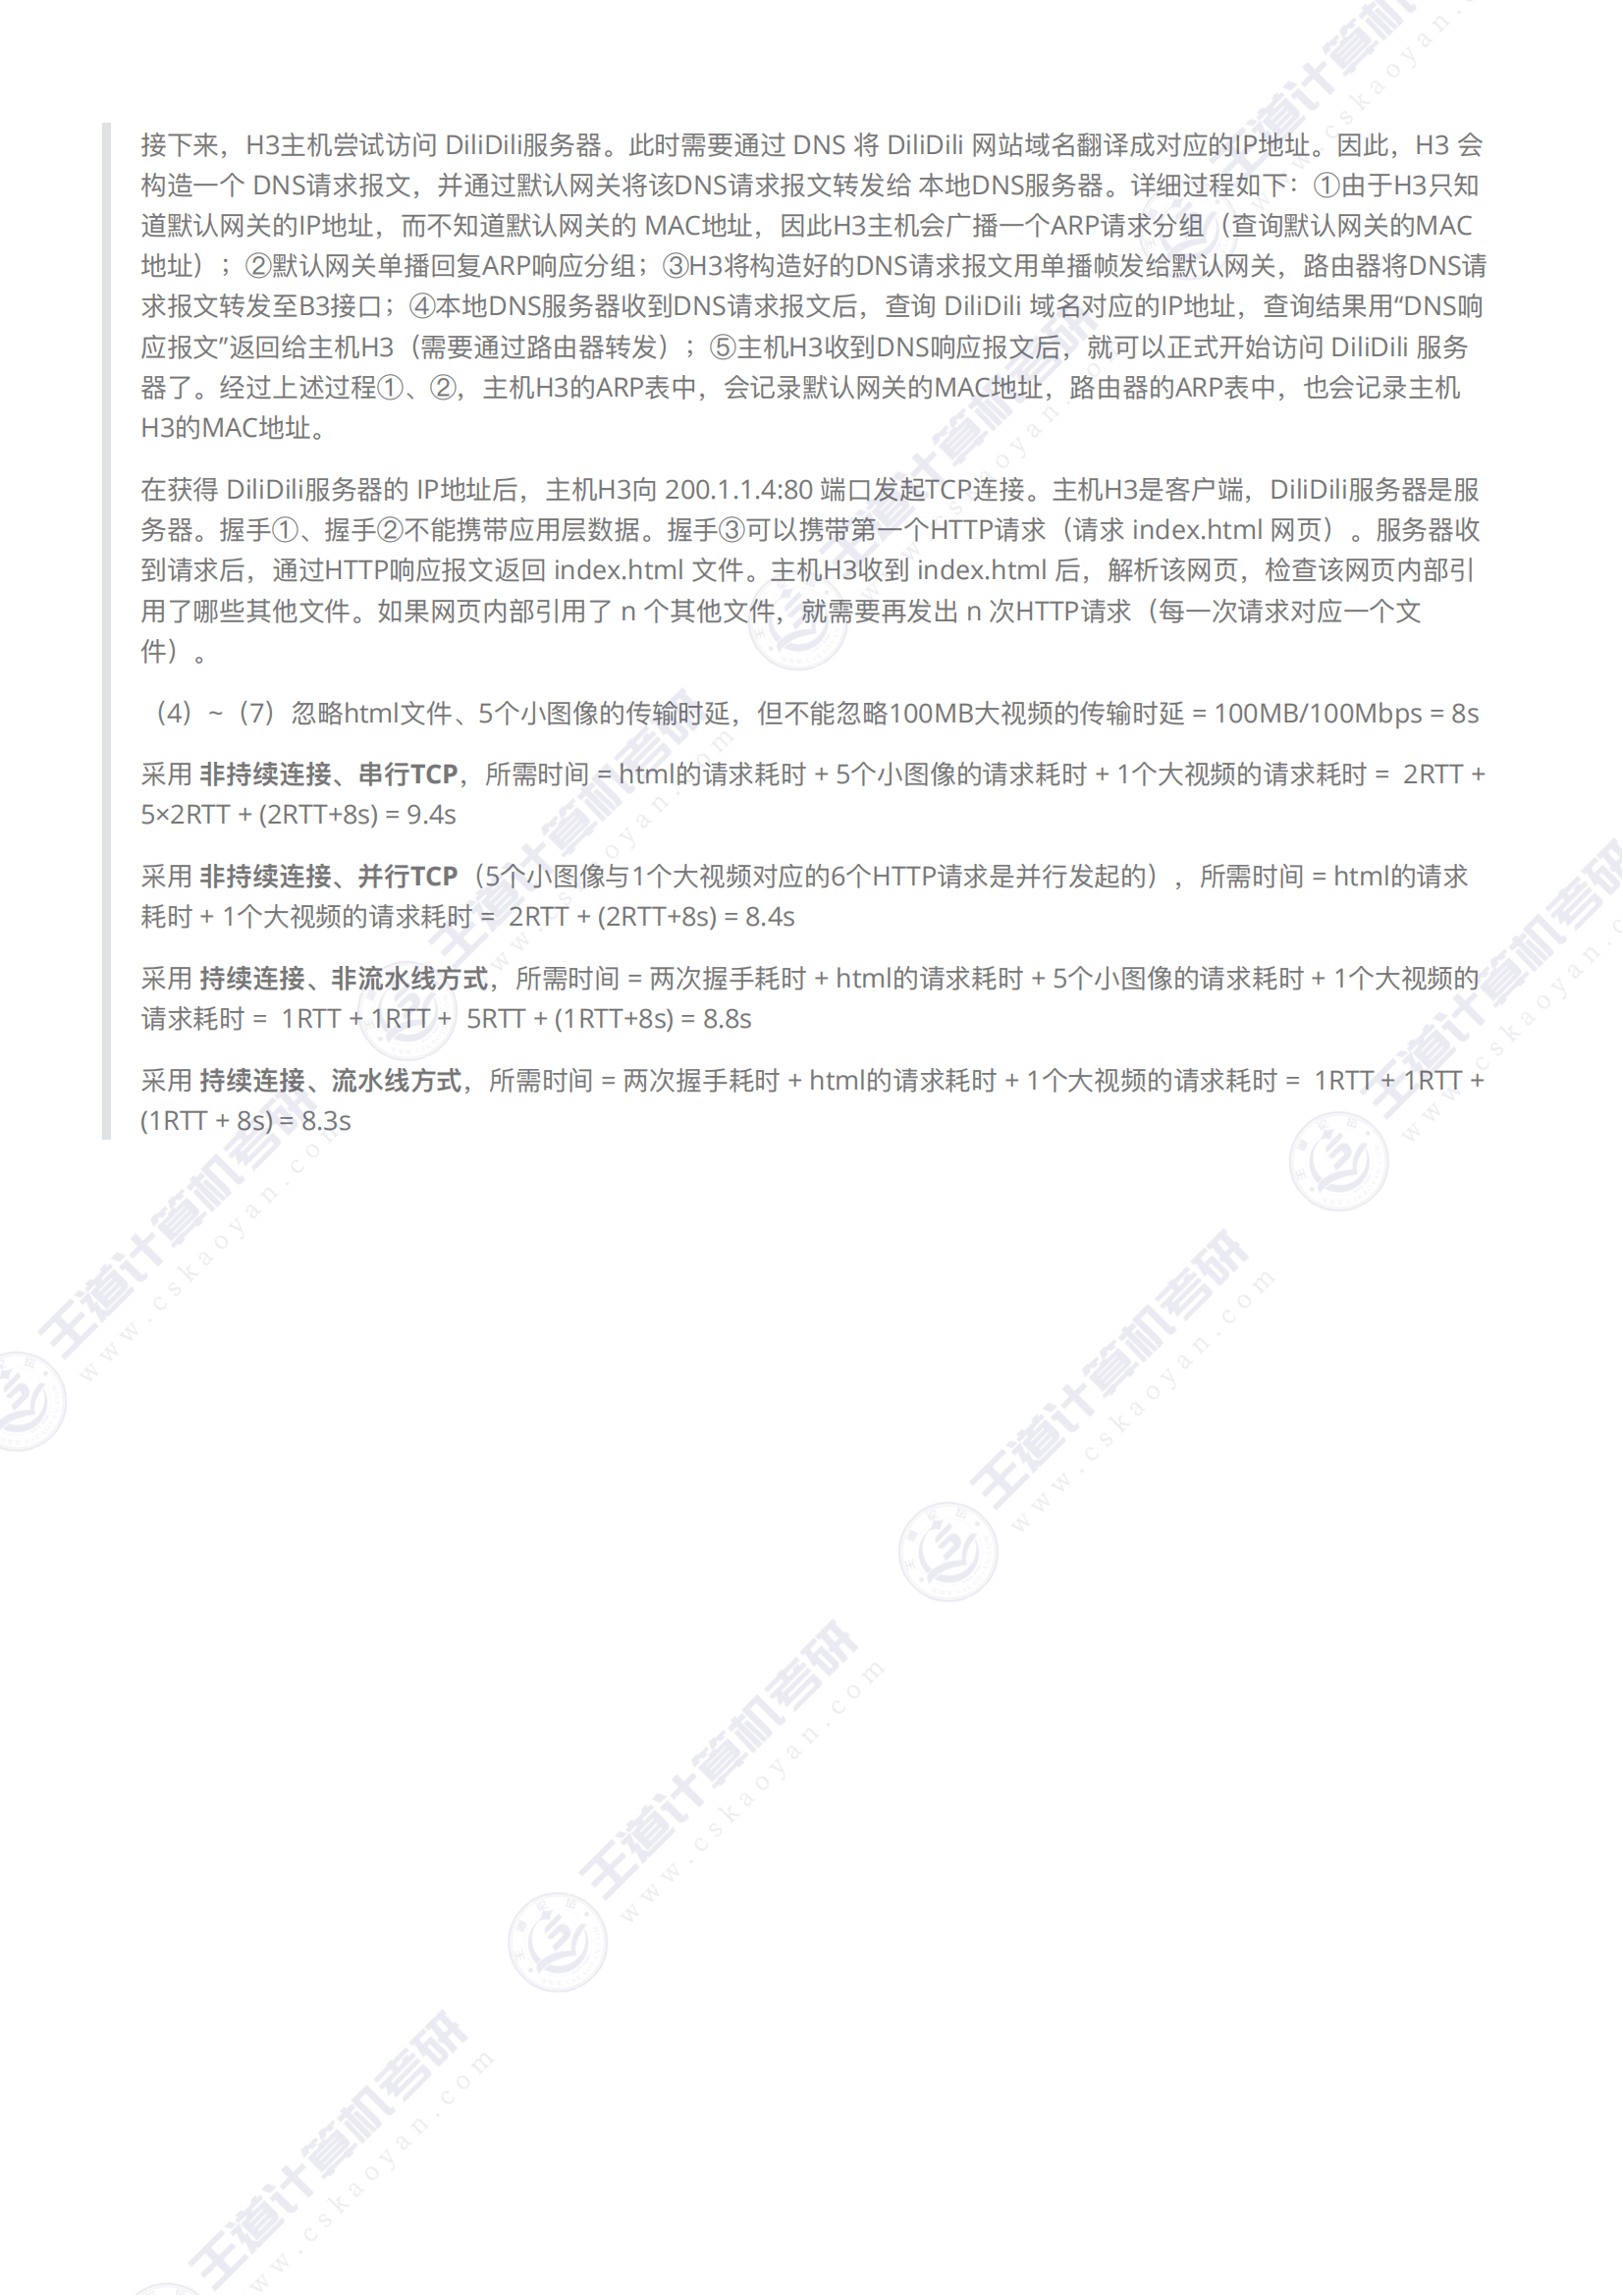 接下来，H3主机尝试访问 DiliDili服务器。此时需要通过 DNS 将 DiliDili 网站域名翻译成对应的IP地址。因此，H3 会
构造一个 DNS请求报文，并通过默认网关将该DNS请求报文转发给 本地DNS服务器。详细过程如下：①由于H3只知
道默认网关的IP地址，而不知道默认网关的 MAC地址，因此H3主机会广播一个ARP请求分组（查询默认网关的MAC
地址）；②默认网关单播回复ARP响应分组；③H3将构造好的DNS请求报文用单播帧发给默认网关，路由器将DNS请
求报文转发至B3接口；④本地DNS服务器收到DNS请求报文后，查询 DiliDili 域名对应的IP地址，查询结果用“DNS响
应报文”返回给主机H3（需要通过路由器转发）；⑤主机H3收到DNS响应报文后，就可以正式开始访问 DiliDili 服务
器了。经过上述过程①、②，主机H3的ARP表中，会记录默认网关的MAC地址，路由器的ARP表中，也会记录主机
H3的MAC地址。
在获得 DiliDili服务器的 IP地址后，主机H3向 200.1.1.4:80 端口发起TCP连接。主机H3是客户端，DiliDili服务器是服
务器。握手①、握手②不能携带应用层数据。握手③可以携带第一个HTTP请求（请求 index.html 网页）。服务器收
到请求后，通过HTTP响应报文返回 index.html 文件。主机H3收到 index.html 后，解析该网页，检查该网页内部引
用了哪些其他文件。如果网页内部引用了 n 个其他文件，就需要再发出 n 次HTTP请求（每一次请求对应一个文
件）。
（4）~（7）忽略html文件、5个小图像的传输时延，但不能忽略100MB大视频的传输时延 = 100MB/100Mbps = 8s
采用 非持续连接、串行TCP，所需时间 = html的请求耗时 + 5个小图像的请求耗时 + 1个大视频的请求耗时 = 2RTT +
5×2RTT + (2RTT+8s) = 9.4s
采用 非持续连接、并行TCP（5个小图像与1个大视频对应的6个HTTP请求是并行发起的），所需时间 = html的请求
耗时 + 1个大视频的请求耗时 = 2RTT + (2RTT+8s) = 8.4s
采用 持续连接、非流水线方式，所需时间 = 两次握手耗时 + html的请求耗时 + 5个小图像的请求耗时 + 1个大视频的
请求耗时 = 1RTT + 1RTT + 5RTT + (1RTT+8s) = 8.8s
采用 持续连接、流水线方式，所需时间 = 两次握手耗时 + html的请求耗时 + 1个大视频的请求耗时 = 1RTT + 1RTT +
(1RTT + 8s) = 8.3s
王道计算机考研
www.cskaoyan.com